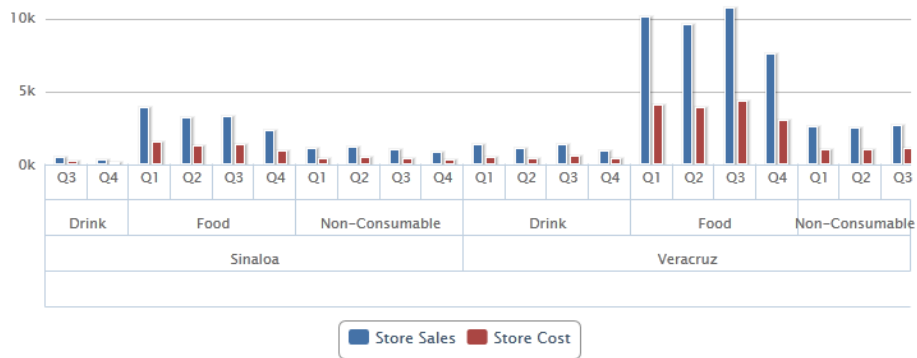 10k
5k
0k
Q3 Q4 Q1 Q2 Q3 Q4 Q1 Q2 Q3 Q4 Q1 Q2 Q3 Q4 Q1 Q2 Q3 Q4 Q1 Q2 Q3
Drink Food Non-Consumable Drink Food Non-Consumable
Sinaloa Veracruz
Store Sales Store Cost